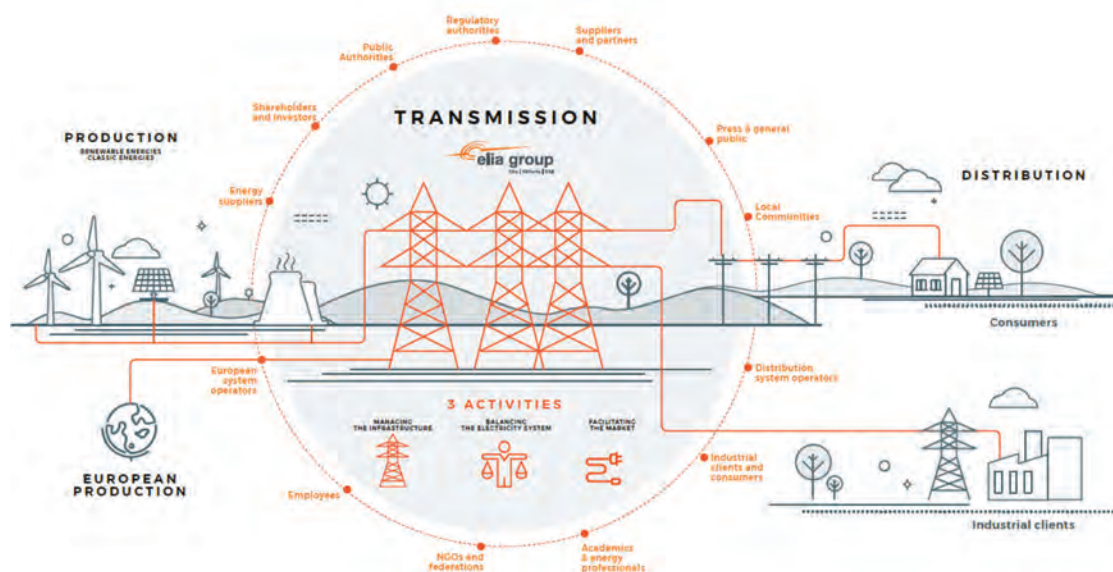 Regulatory
authorities
Suppliers
and partners
Public
Authorities
TRANSMISSION
elia group
Shareholders
and investors
Press & general
public
PRODUCTION
RENEWABLE ENERGIES
CLASSIC ENERGIES
DISTRIBUTION
Energy
suppliers
Local
Communities
Consumers
European
system
operators
Distribution
system operators
3 ACTIVITIES
MANAGING
THE INFRASTRUCTURE
BALANCING
THE ELECTRICITY SYSTEM
FACILITATING
THE MARKET
EUROPEAN
PRODUCTION
Industrial
clients and
consumers
Employees
Industrial clients
NGOs and
federations
Academics
& energy
professionals